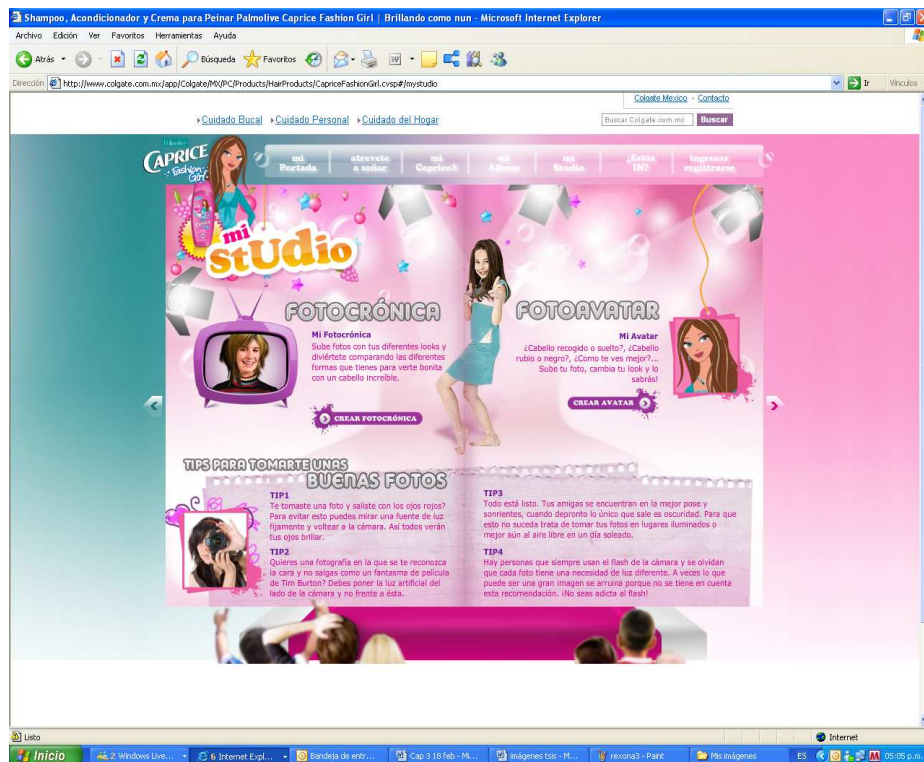 Shampoo, Acondicionador y Crema para Peinar Palmolive Caprice Fashion Girl | Brillando como nun - Microsoft Internet Explorer
Archivo Edición Ver Favoritos Herramientas Ayuda
Atrás Búsqueda Favoritos
Dirección http://www.colgate.com.mx/app/Colgate/MX/PC/Products/HairProducts/CapriceFashionGirl.cvsp#/mystudio Ir Vínculos
Colgate Mexico - Contacto
Cuidado Bucal Cuidado Personal Cuidado del Hogar Buscar Colgate.com.mx Buscar
Palmolive
CAPRICE
Fashion
Girl
mi Portada atrevete a soñar mi Caprice® mi Album mi Studio ¿Estás IN? ingresar registrarse
mi
stUdio
FOTOCRÓNICA
Mi Fotocrónica
Sube fotos con tus diferentes looks y
diviértete comparando las diferentes
formas que tienes para verte bonita
con un cabello increíble.
CREAR FOTOCRÓNICA
FOTOAVATAR
Mi Avatar
¿Cabello recogido o suelto?, ¿Cabello
rubio o negro?, ¿Como te ves mejor?...
Sube tu foto, cambia tu look y lo
sabrás!
CREAR AVATAR
TIPS PARA TOMARTE UNAS
BUENAS FOTOS
TIP1
Te tomaste una foto y saliste con los ojos rojos?
Para evitar esto puedes mirar una fuente de luz
fijamente y voltear a la cámara. Así todos verán
tus ojos brillar.
TIP2
Quieres una fotografía en la que se te reconozca
la cara y no salgas como un fantasma de película
de Tim Burton? Debes poner la luz artificial del
lado de la cámara y no frente a ésta.
TIP3
Todo está listo. Tus amigas se encuentran en la mejor pose y
sonrientes, cuando depronto lo único que sale es oscuridad. Para que
esto no suceda trata de tomar tus fotos en lugares iluminados o
mejor aún al aire libre en un día soleado.
TIP4
Hay personas que siempre usan el flash de la cámara y se olvidan
que cada foto tiene una necesidad de luz diferente. A veces lo que
puede ser una gran imagen se arruina porque no se tiene en cuenta
esta recomendación. ¡No seas adicta al flash!
Listo Internet
Inicio 2 Windows Live... 6 Internet Expl... Bandeja de entr... Cap 3 18 feb - Mi... imágenes tsis - M... rexona3 - Paint Mis imágenes ES 05:05 p.m.